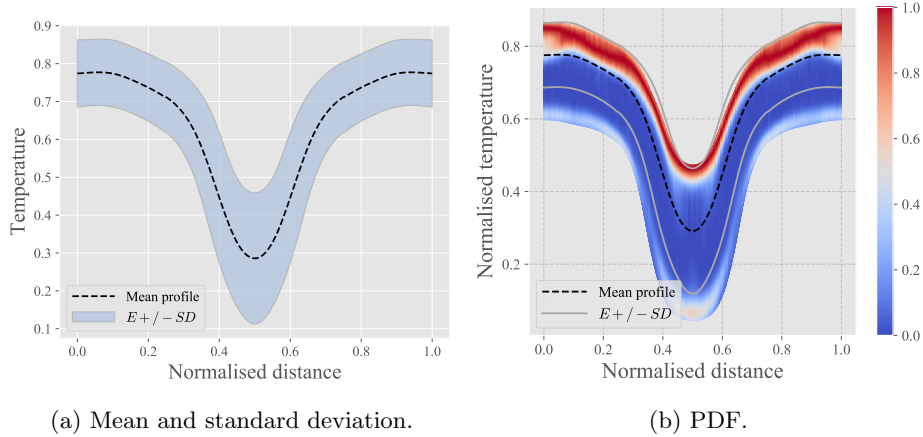 0.9
0.8
0.7
0.6
0.5
0.4
0.3
0.2
0.1
Temperature
Mean profile
E + / − SD
0.0 0.2 0.4 0.6 0.8 1.0
Normalised distance
(a) Mean and standard deviation.
0.8
0.6
0.4
0.2
Normalised temperature
Mean profile
E + / − SD
0.0 0.2 0.4 0.6 0.8 1.0
Normalised distance
1.0
0.8
0.6
0.4
0.2
0.0
(b) PDF.